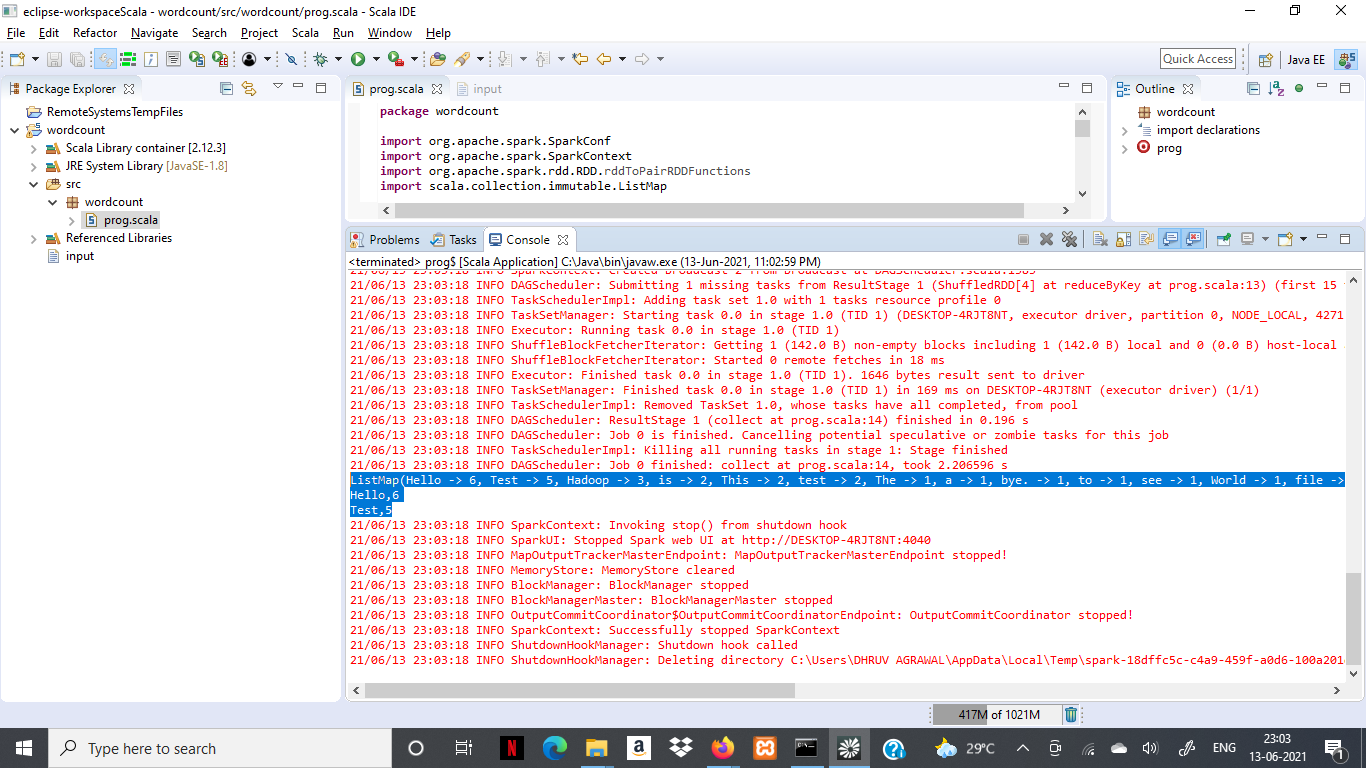 eclipse-workspaceScala - wordcount/src/wordcount/prog.scala - Scala IDE
File Edit Refactor Navigate Search Project Scala Run Window Help
Quick Access
Java EE
Package Explorer
RemoteSystemsTempFiles
wordcount
Scala Library container [2.12.3]
JRE System Library [JavaSE-1.8]
src
wordcount
prog.scala
Referenced Libraries
input
prog.scala input
package wordcount
import org.apache.spark.SparkConf
import org.apache.spark.SparkContext
import org.apache.spark.rdd.RDD.rddToPairRDDFunctions
import scala.collection.immutable.ListMap
Outline
wordcount
import declarations
prog
Problems Tasks Console
<terminated> prog$ [Scala Application] C:\Java\bin\javaw.exe (13-Jun-2021, 11:02:59 PM)
21/06/13 23:03:18 INFO SparkContext: Created broadcast 2 from broadcast at DAGScheduler.scala:1383
21/06/13 23:03:18 INFO DAGScheduler: Submitting 1 missing tasks from ResultStage 1 (ShuffledRDD[4] at reduceByKey at prog.scala:13) (first 15
21/06/13 23:03:18 INFO TaskSchedulerImpl: Adding task set 1.0 with 1 tasks resource profile 0
21/06/13 23:03:18 INFO TaskSetManager: Starting task 0.0 in stage 1.0 (TID 1) (DESKTOP-4RJT8NT, executor driver, partition 0, NODE_LOCAL, 4271
21/06/13 23:03:18 INFO Executor: Running task 0.0 in stage 1.0 (TID 1)
21/06/13 23:03:18 INFO ShuffleBlockFetcherIterator: Getting 1 (142.0 B) non-empty blocks including 1 (142.0 B) local and 0 (0.0 B) host-local
21/06/13 23:03:18 INFO ShuffleBlockFetcherIterator: Started 0 remote fetches in 18 ms
21/06/13 23:03:18 INFO Executor: Finished task 0.0 in stage 1.0 (TID 1). 1646 bytes result sent to driver
21/06/13 23:03:18 INFO TaskSetManager: Finished task 0.0 in stage 1.0 (TID 1) in 169 ms on DESKTOP-4RJT8NT (executor driver) (1/1)
21/06/13 23:03:18 INFO TaskSchedulerImpl: Removed TaskSet 1.0, whose tasks have all completed, from pool
21/06/13 23:03:18 INFO DAGScheduler: ResultStage 1 (collect at prog.scala:14) finished in 0.196 s
21/06/13 23:03:18 INFO DAGScheduler: Job 0 is finished. Cancelling potential speculative or zombie tasks for this job
21/06/13 23:03:18 INFO TaskSchedulerImpl: Killing all running tasks in stage 1: Stage finished
21/06/13 23:03:18 INFO DAGScheduler: Job 0 finished: collect at prog.scala:14, took 2.206596 s
ListMap(Hello -> 6, Test -> 5, Hadoop -> 3, is -> 2, This -> 2, test -> 2, The -> 1, a -> 1, bye. -> 1, to -> 1, see -> 1, World -> 1, file ->
Hello,6
Test,5
21/06/13 23:03:18 INFO SparkContext: Invoking stop() from shutdown hook
21/06/13 23:03:18 INFO SparkUI: Stopped Spark web UI at http://DESKTOP-4RJT8NT:4040
21/06/13 23:03:18 INFO MapOutputTrackerMasterEndpoint: MapOutputTrackerMasterEndpoint stopped!
21/06/13 23:03:18 INFO MemoryStore: MemoryStore cleared
21/06/13 23:03:18 INFO BlockManager: BlockManager stopped
21/06/13 23:03:18 INFO BlockManagerMaster: BlockManagerMaster stopped
21/06/13 23:03:18 INFO OutputCommitCoordinator$OutputCommitCoordinatorEndpoint: OutputCommitCoordinator stopped!
21/06/13 23:03:18 INFO SparkContext: Successfully stopped SparkContext
21/06/13 23:03:18 INFO ShutdownHookManager: Shutdown hook called
21/06/13 23:03:18 INFO ShutdownHookManager: Deleting directory C:\Users\DHRUV AGRAWAL\AppData\Local\Temp\spark-18dffc5c-c4a9-459f-a0d6-100a201
417M of 1021M
Type here to search
29°C
ENG
23:03
13-06-2021
1